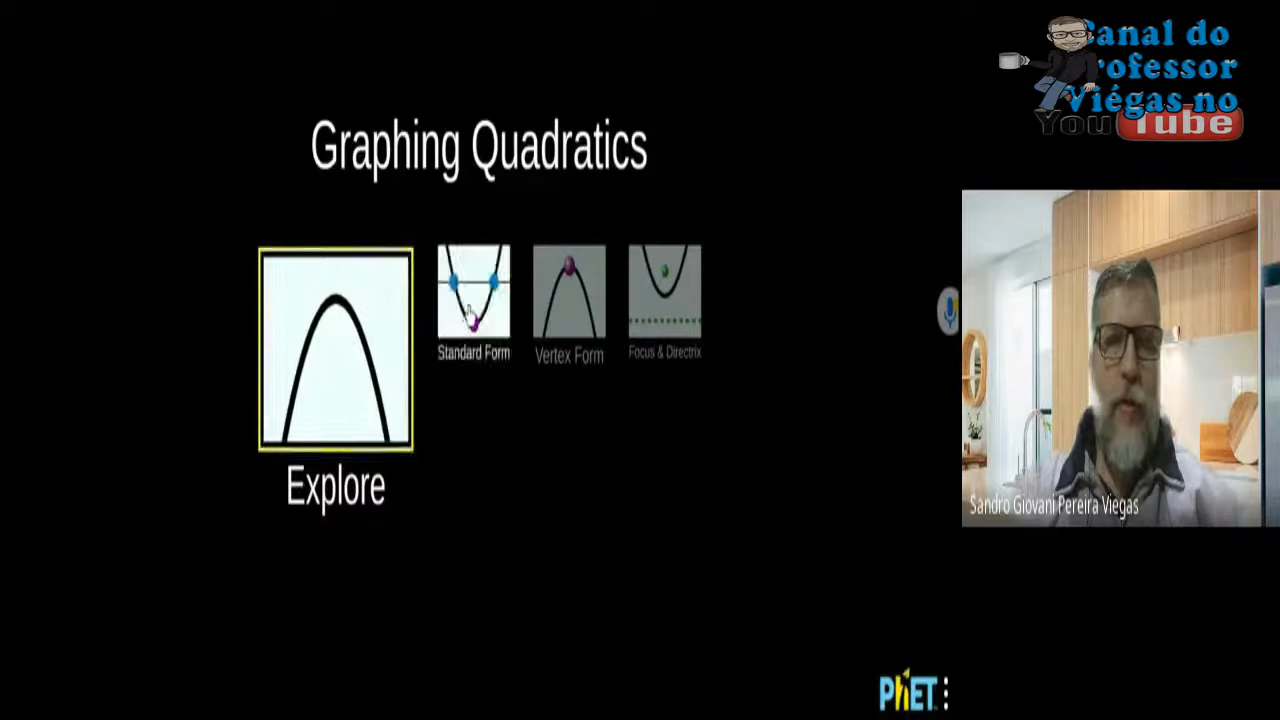 Canal do
Professor
Viégas no
YouTube
Graphing Quadratics
Standard Form
Vertex Form
Focus & Directrix
Explore
Sandro Giovani Pereira Viegas
PhET